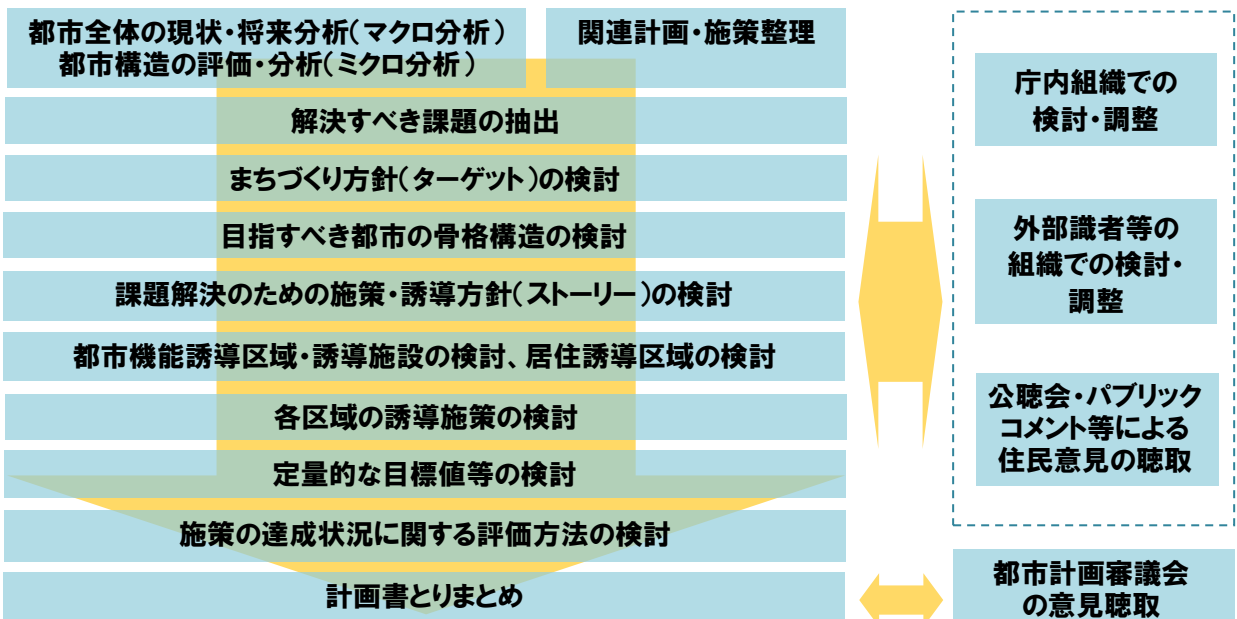 都市全体の現状・将来分析(マクロ分析)
都市構造の評価・分析(ミクロ分析)
関連計画・施策整理
解決すべき課題の抽出
まちづくり方針(ターゲット)の検討
目指すべき都市の骨格構造の検討
課題解決のための施策・誘導方針(ストーリー)の検討
都市機能誘導区域・誘導施設の検討、居住誘導区域の検討
各区域の誘導施策の検討
定量的な目標値等の検討
施策の達成状況に関する評価方法の検討
計画書とりまとめ
庁内組織での
検討・調整
外部識者等の
組織での検討・
調整
公聴会・パブリック
コメント等による
住民意見の聴取
都市計画審議会
の意見聴取